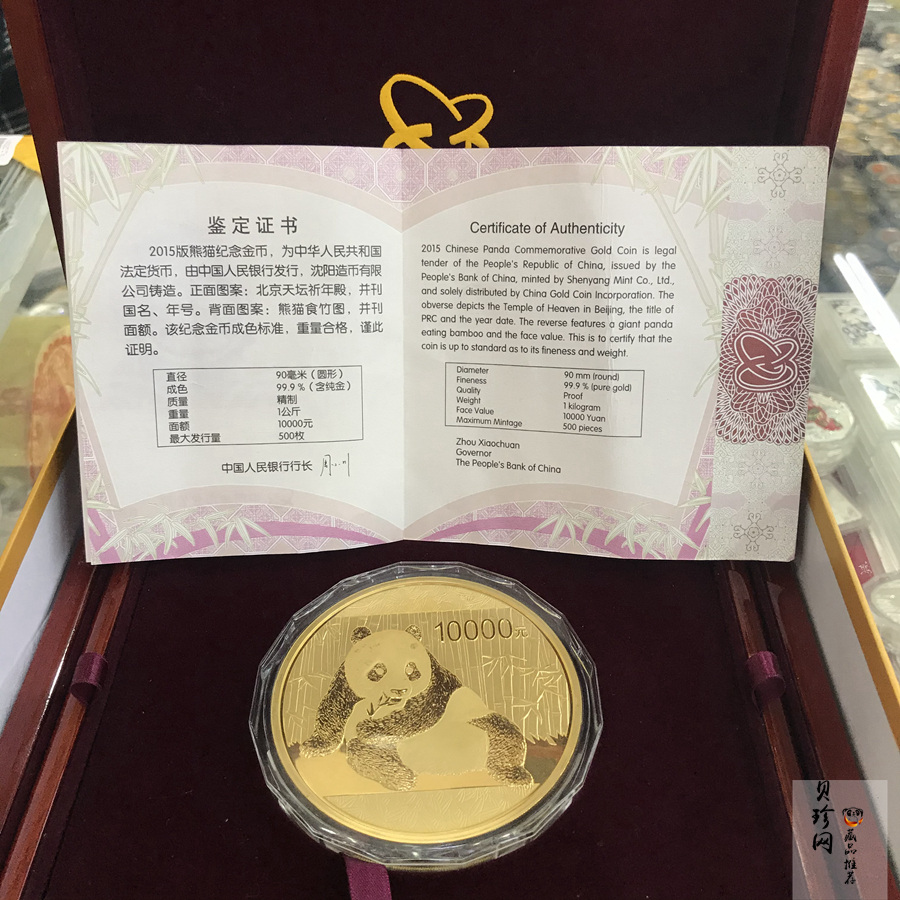 鉴定证书
2015版熊猫纪念金币，为中华人民共和国
法定货币，由中国人民银行发行，沈阳造币有限
公司铸造。正面图案：北京天坛祈年殿，并刊
国名、年号。背面图案：熊猫食竹图，并刊
面额。该纪念金币成色标准，重量合格，谨此
证明。
直径 90毫米（圆形）
成色 99.9％（含纯金）
质量 精制
重量 1公斤
面额 10000元
最大发行量 500枚
中国人民银行行长
Certificate of Authenticity
2015 Chinese Panda Commemorative Gold Coin is legal
tender of the People's Republic of China, issued by the
People's Bank of China, minted by Shenyang Mint Co., Ltd.,
and solely distributed by China Gold Coin Incorporation. The
obverse depicts the Temple of Heaven in Beijing, the title of
PRC and the year date. The reverse features a giant panda
eating bamboo and the face value. This is to certify that the
coin is up to standard as to its fineness and weight.
Diameter 90 mm (round)
Fineness 99.9 % (pure gold)
Quality Proof
Weight 1 kilogram
Face Value 10000 Yuan
Maximum Mintage 500 pieces
Zhou Xiaochuan
Governor
The People's Bank of China
10000元
贝珍网
藏品推荐